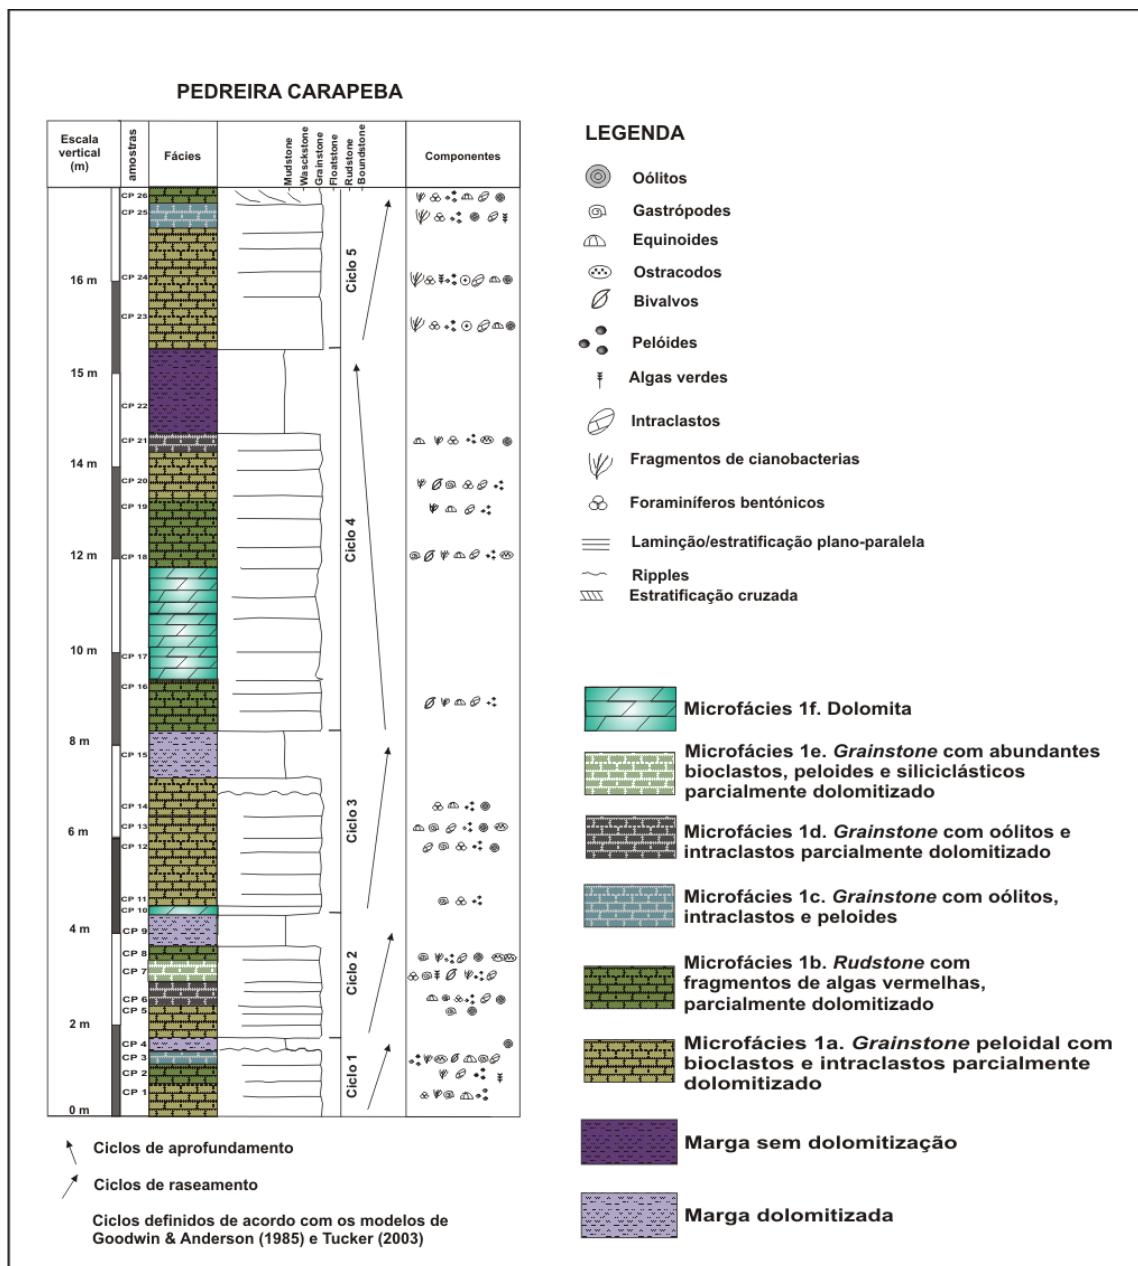 PEDREIRA CARAPEBA
Escala
vertical
(m)
amostras
Fácies
Mudstone
Wasckstone
Grainstone
Floatstone
Rudstone
Boundstone
Componentes
CP 26
CP 25
16 m
CP 24
CP 23
Ciclo 5
15 m
CP 22
CP 21
14 m
CP 20
CP 19
12 m
CP 18
Ciclo 4
10 m
CP 17
CP 16
8 m
CP 15
CP 14
6 m
CP 13
CP 12
Ciclo 3
CP 11
CP 10
4 m
CP 9
CP 8
CP 7
CP 6
CP 5
Ciclo 2
2 m
CP 4
CP 3
CP 2
CP 1
Ciclo 1
0 m
Ciclos de aprofundamento
Ciclos de raseamento
Ciclos definidos de acordo com os modelos de
Goodwin & Anderson (1985) e Tucker (2003)
LEGENDA
Oólitos
Gastrópodes
Equinoides
Ostracodos
Bivalvos
Pelóides
Algas verdes
Intraclastos
Fragmentos de cianobacterias
Foraminíferos bentónicos
Laminção/estratificação plano-paralela
Ripples
Estratificação cruzada
Microfácies 1f. Dolomita
Microfácies 1e. Grainstone com abundantes
bioclastos, peloides e siliciclásticos
parcialmente dolomitizado
Microfácies 1d. Grainstone com oólitos e
intraclastos parcialmente dolomitizado
Microfácies 1c. Grainstone com oólitos,
intraclastos e peloides
Microfácies 1b. Rudstone com
fragmentos de algas vermelhas,
parcialmente dolomitizado
Microfácies 1a. Grainstone peloidal com
bioclastos e intraclastos parcialmente
dolomitizado
Marga sem dolomitização
Marga dolomitizada